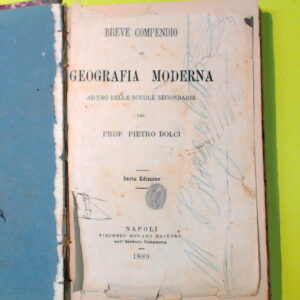 BREVE COMPENDIO
DI
GEOGRAFIA MODERNA
AD USO DELLE SCUOLE SECONDARIE
DEL
PROF. PIETRO DOLCI
Sesta Edizione
NAPOLI
VINCENZO MORANO EDITORE
nell'Istituto Casanova
1889